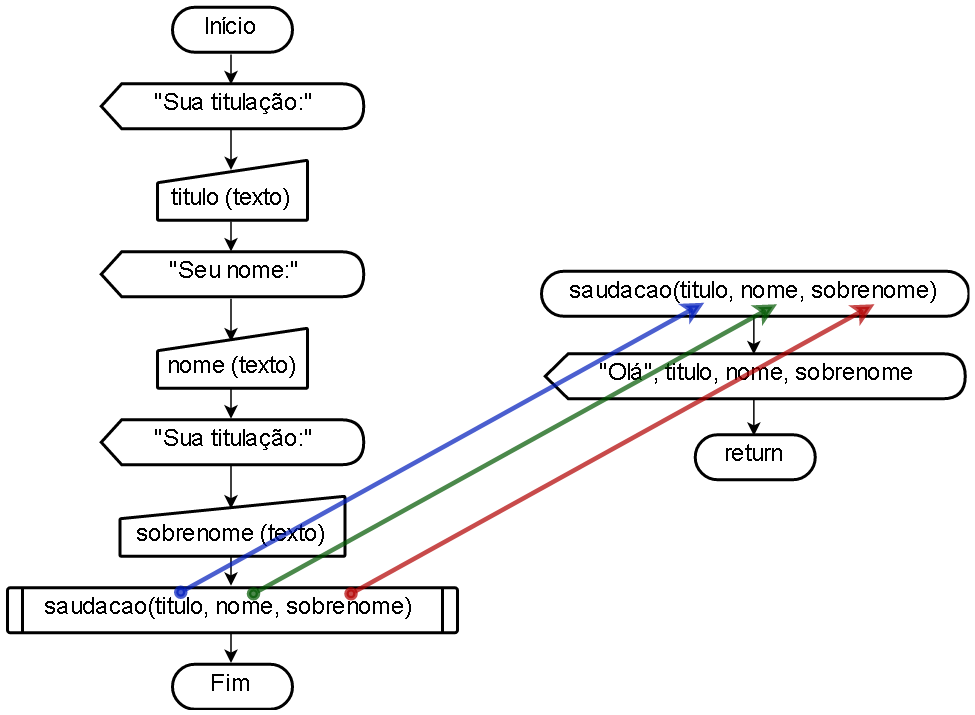 Início
"Sua titulação:"
titulo (texto)
"Seu nome:"
nome (texto)
"Sua titulação:"
sobrenome (texto)
saudacao(titulo, nome, sobrenome)
Fim
saudacao(titulo, nome, sobrenome)
"Olá", titulo, nome, sobrenome
return